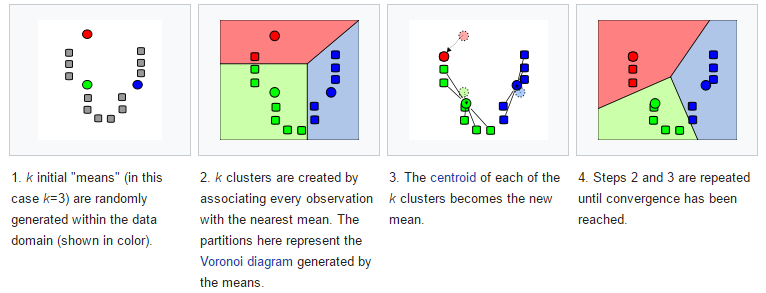 1. k initial "means" (in this
case k=3) are randomly
generated within the data
domain (shown in color).
2. k clusters are created by
associating every observation
with the nearest mean. The
partitions here represent the
Voronoi diagram generated by
the means.
3. The centroid of each of the
k clusters becomes the new
mean.
4. Steps 2 and 3 are repeated
until convergence has been
reached.